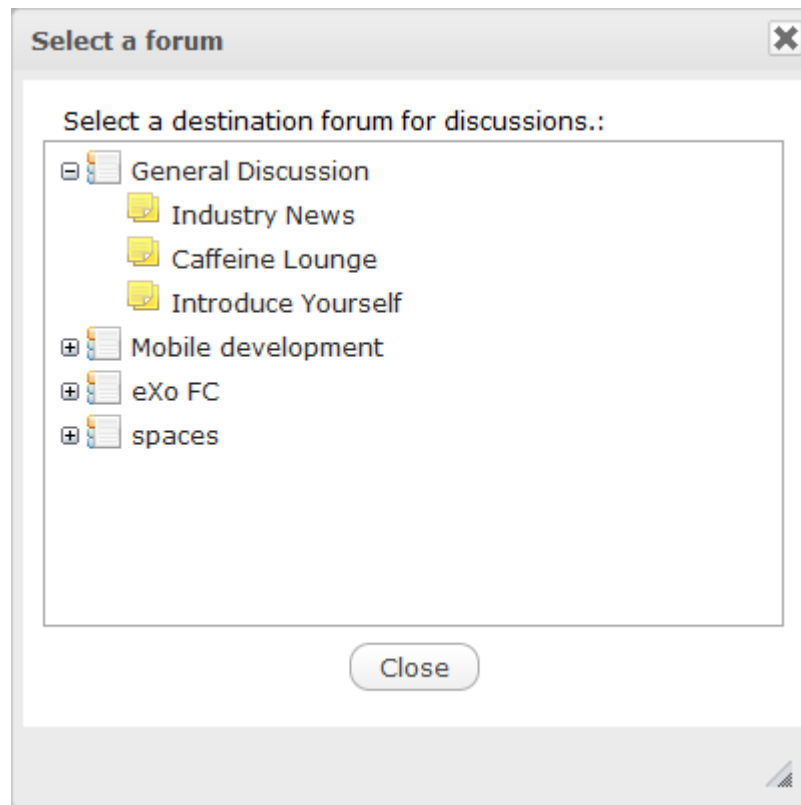 Select a forum
Select a destination forum for discussions.:
General Discussion
Industry News
Caffeine Lounge
Introduce Yourself
Mobile development
eXo FC
spaces
Close